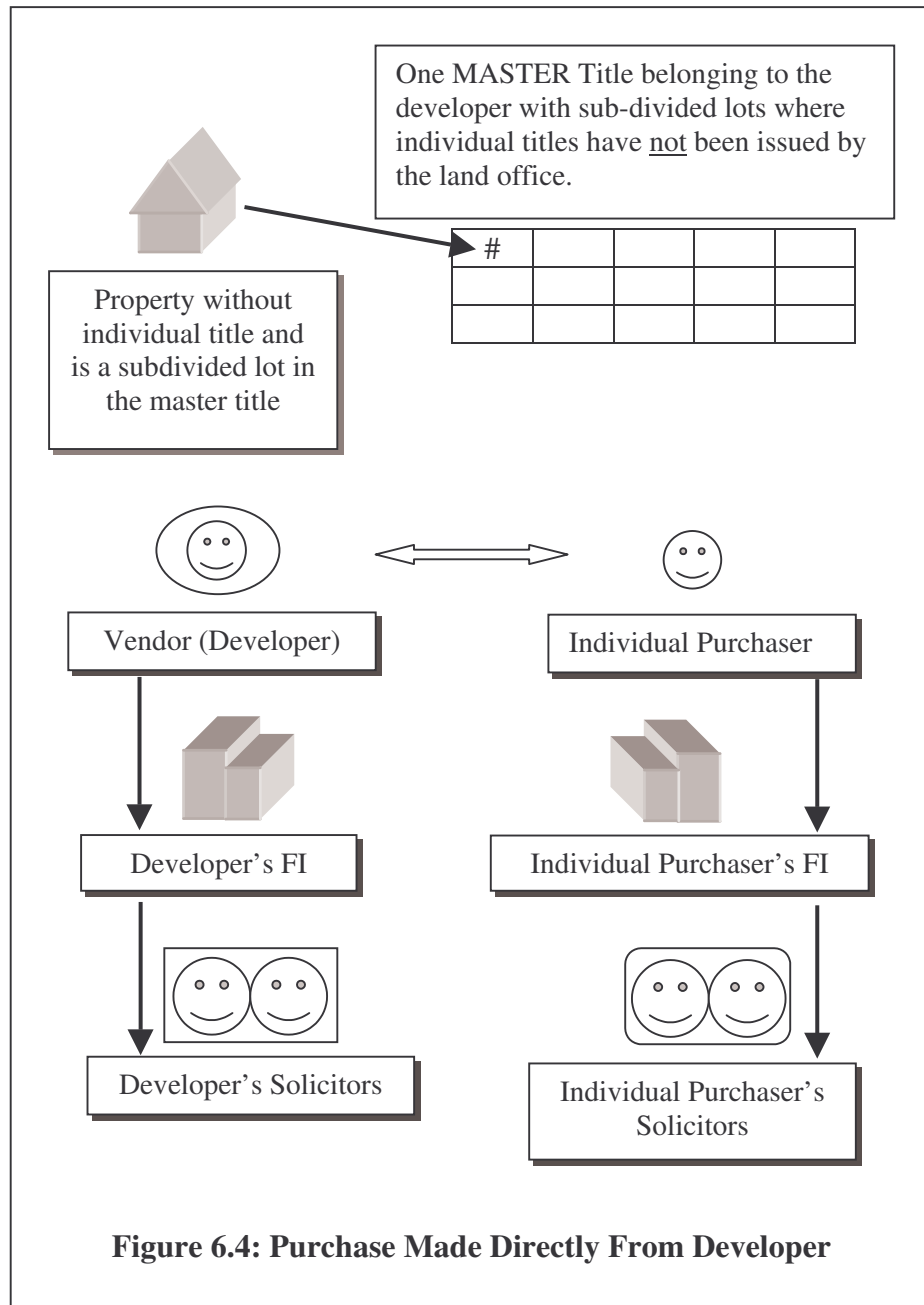 One MASTER Title belonging to the
developer with sub-divided lots where
individual titles have not been issued by
the land office.
#
Property without
individual title and
is a subdivided lot in
the master title
Vendor (Developer)
Individual Purchaser
Developer’s FI
Individual Purchaser’s FI
Developer’s Solicitors
Individual Purchaser’s
Solicitors
Figure 6.4: Purchase Made Directly From Developer